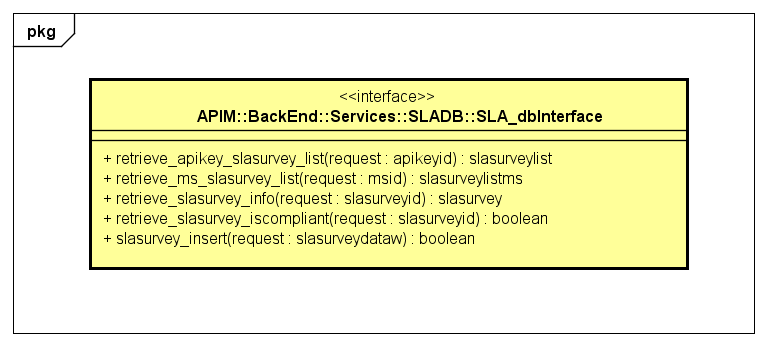 pkg
<<interface>>
APIM::BackEnd::Services::SLADB::SLA_dbInterface
+ retrieve_apikey_slasurvey_list(request : apikeyid) : slasurveylist
+ retrieve_ms_slasurvey_list(request : msid) : slasurveylistms
+ retrieve_slasurvey_info(request : slasurveyid) : slasurvey
+ retrieve_slasurvey_iscompliant(request : slasurveyid) : boolean
+ slasurvey_insert(request : slasurveydataw) : boolean